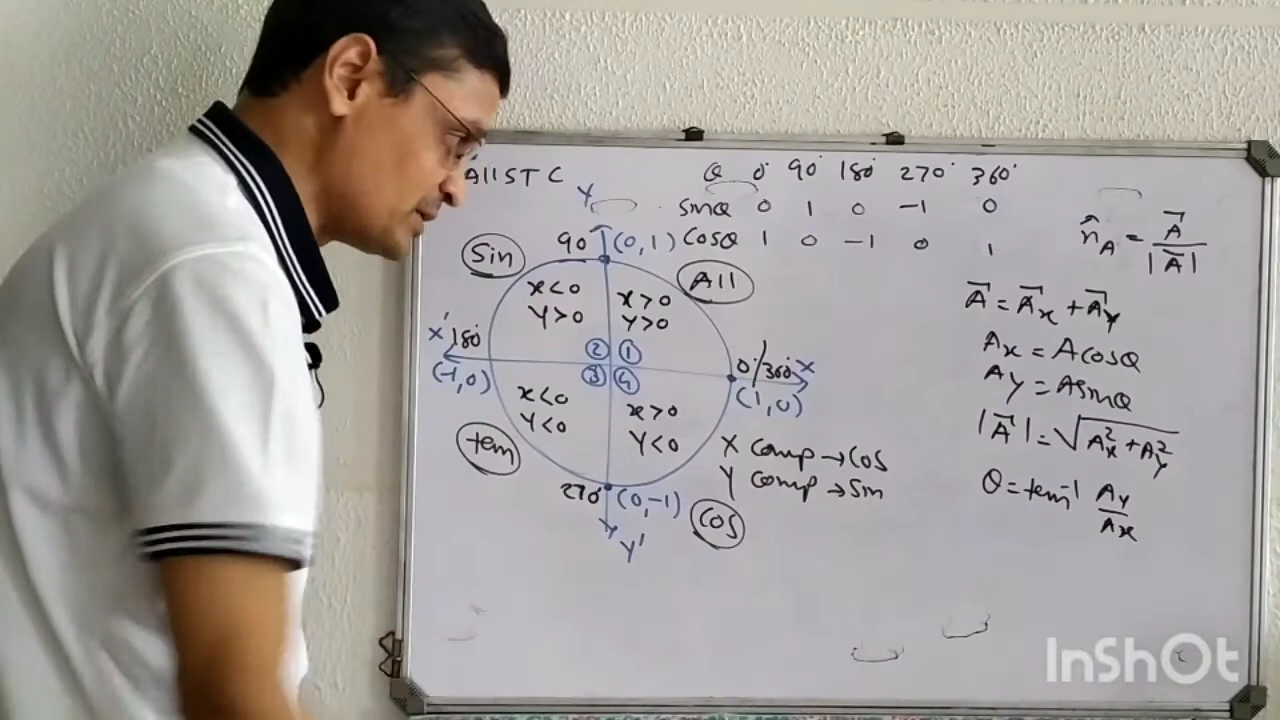 A11STC
θ 0° 90° 180° 270° 360°
sinθ 0 1 0 -1 0
cosθ 1 0 -1 0 1
Y
90° (0,1)
Sin
All
x<0
Y>0
x>0
Y>0
X' 180°
(-1,0)
② ①
③ ④
0°/360° X
(1,0)
x<0
Y<0
x>0
Y<0
tan
cos
270° (0,-1)
Y'
X comp → cos
Y comp → sin
n̂A = A⃗/|A⃗|
A⃗ = A⃗x + A⃗y
Ax = A cosθ
Ay = A sinθ
|A⃗| = √Ax² + Ay²
θ = tan⁻¹ Ay/Ax
InShOt